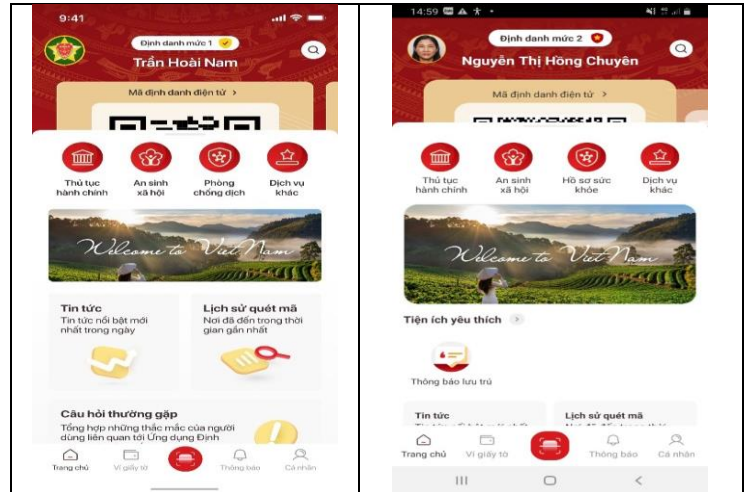 9:41
Định danh mức 1
Trần Hoài Nam
Mã định danh điện tử >
Thủ tục
hành chính
An sinh
xã hội
Phòng
chống dịch
Dịch vụ
khác
Welcome to Việt Nam
Tin tức
Tin tức nổi bật mới
nhất trong ngày
Lịch sử quét mã
Nơi đã đến trong thời
gian gần nhất
Câu hỏi thường gặp
Tổng hợp những thắc mắc của người
dùng liên quan tới Ứng dụng Định
Trang chủ
Ví giấy tờ
Thông báo
Cá nhân
14:59
Định danh mức 2
Nguyễn Thị Hồng Chuyên
Mã định danh điện tử >
Thủ tục
hành chính
An sinh
xã hội
Hồ sơ sức
khỏe
Dịch vụ
khác
Welcome to Việt Nam
Tiện ích yêu thích >
Thông báo lưu trú
Tin tức
Lịch sử quét mã
Trang chủ
Ví giấy tờ
Thông báo
Cá nhân